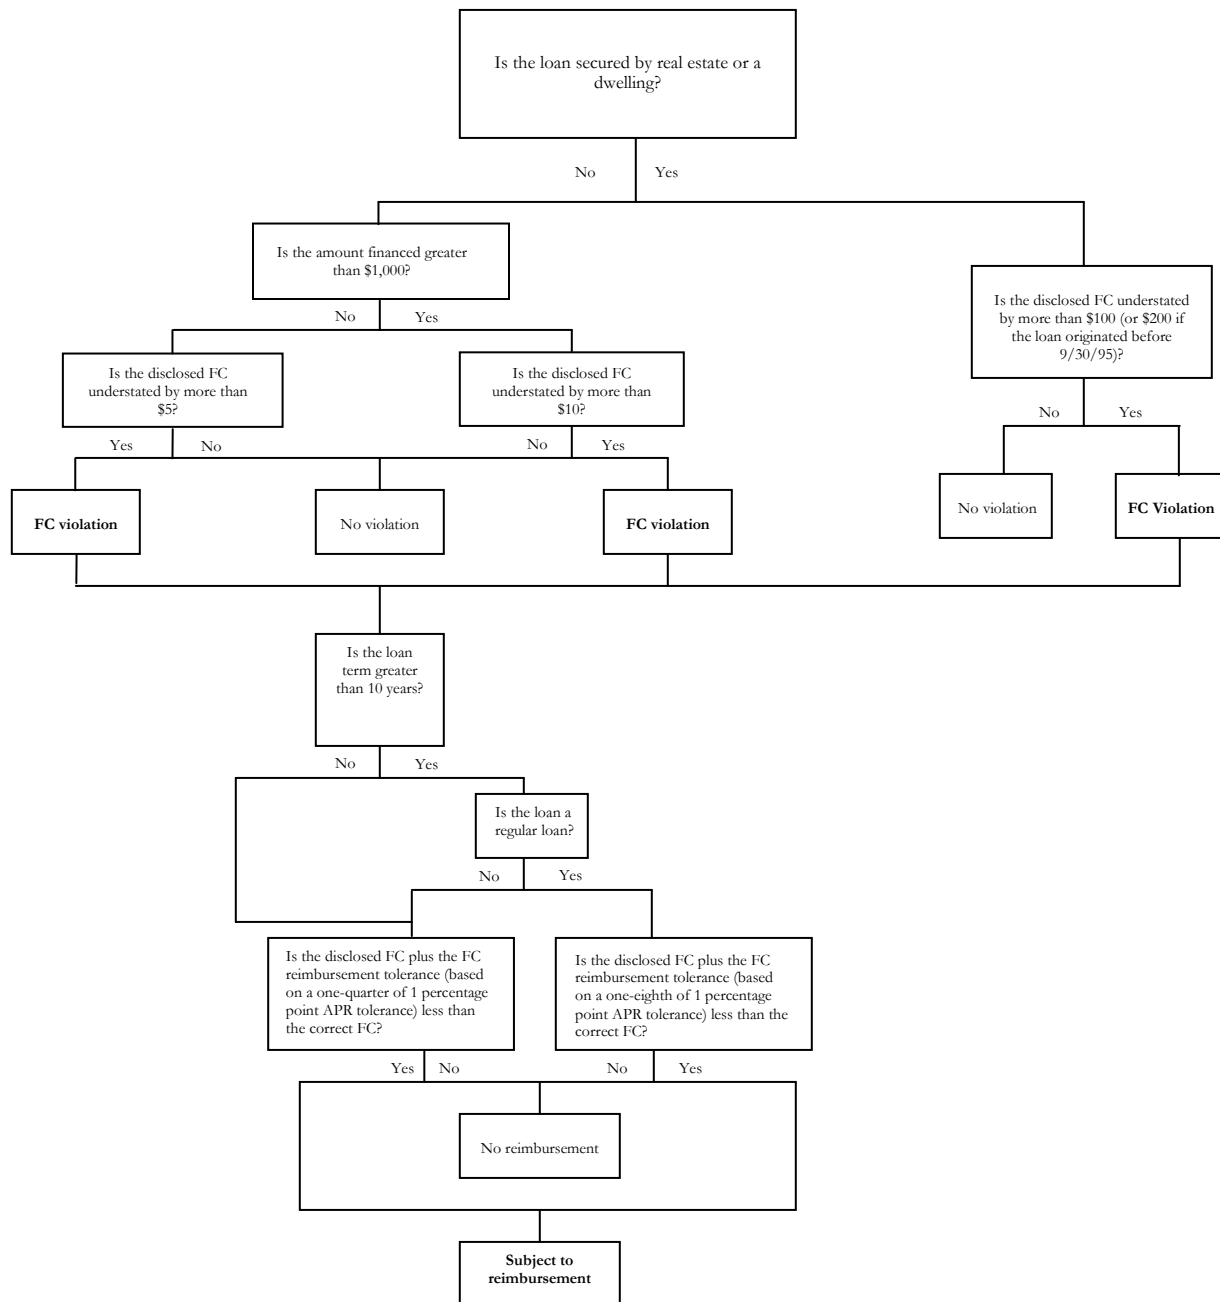 Is the loan secured by real estate or a
dwelling?
No
Yes
Is the amount financed greater
than $1,000?
Is the disclosed FC understated
by more than $100 (or $200 if
the loan originated before
9/30/95)?
No
Yes
Is the disclosed FC
understated by more than
$5?
Is the disclosed FC
understated by more than
$10?
No
Yes
Yes
No
No
Yes
FC violation
No violation
FC violation
No violation
FC Violation
Is the loan
term greater
than 10 years?
No
Yes
Is the loan a
regular loan?
No
Yes
Is the disclosed FC plus the FC
reimbursement tolerance (based
on a one-quarter of 1 percentage
point APR tolerance) less than
the correct FC?
Is the disclosed FC plus the FC
reimbursement tolerance (based
on a one-eighth of 1 percentage
point APR tolerance) less than the
correct FC?
Yes
No
No
Yes
No reimbursement
Subject to
reimbursement